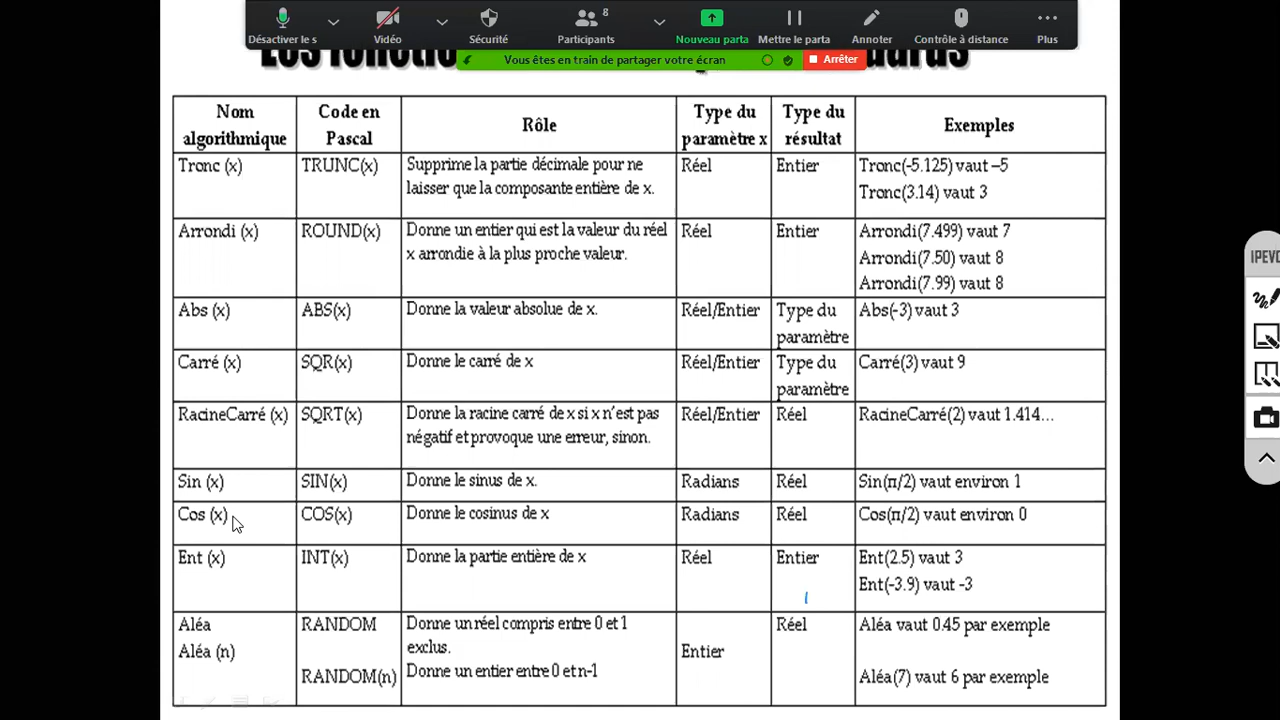 Désactiver le s
Vidéo
Sécurité
Participants
8
Nouveau parta
Mettre le parta
Annoter
Contrôle à distance
Plus
Vous êtes en train de partager votre écran
Arrêter
Nom algorithmique
Code en Pascal
Rôle
Type du paramètre x
Type du résultat
Exemples
Tronc (x)
TRUNC(x)
Supprime la partie décimale pour ne
laisser que la composante entière de x.
Réel
Entier
Tronc(-5.125) vaut –5
Tronc(3.14) vaut 3
Arrondi (x)
ROUND(x)
Donne un entier qui est la valeur du réel
x arrondie à la plus proche valeur.
Réel
Entier
Arrondi(7.499) vaut 7
Arrondi(7.50) vaut 8
Arrondi(7.99) vaut 8
Abs (x)
ABS(x)
Donne la valeur absolue de x.
Réel/Entier
Type du
paramètre
Abs(-3) vaut 3
Carré (x)
SQR(x)
Donne le carré de x
Réel/Entier
Type du
paramètre
Carré(3) vaut 9
RacineCarré (x)
SQRT(x)
Donne la racine carré de x si x n'est pas
négatif et provoque une erreur, sinon.
Réel/Entier
Réel
RacineCarré(2) vaut 1.414…
Sin (x)
SIN(x)
Donne le sinus de x.
Radians
Réel
Sin(π/2) vaut environ 1
Cos (x)
COS(x)
Donne le cosinus de x
Radians
Réel
Cos(π/2) vaut environ 0
Ent (x)
INT(x)
Donne la partie entière de x
Réel
Entier
Ent(2.5) vaut 3
Ent(-3.9) vaut -3
Aléa
Aléa (n)
RANDOM
RANDOM(n)
Donne un réel compris entre 0 et 1
exclus.
Donne un entier entre 0 et n-1
Entier
Réel
Aléa vaut 0.45 par exemple
Aléa(7) vaut 6 par exemple